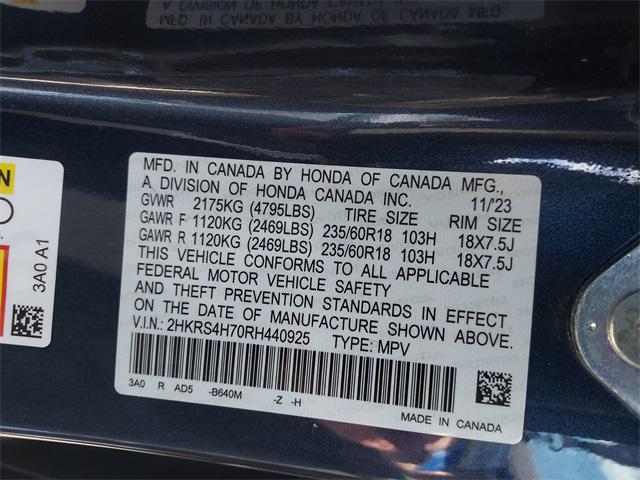 MFD. IN CANADA BY HONDA OF CANADA MFG.,
A DIVISION OF HONDA CANADA INC. 11/'23
GVWR 2175KG (4795LBS) TIRE SIZE RIM SIZE
GAWR F 1120KG (2469LBS) 235/60R18 103H 18X7.5J
GAWR R 1120KG (2469LBS) 235/60R18 103H 18X7.5J
THIS VEHICLE CONFORMS TO ALL APPLICABLE
FEDERAL MOTOR VEHICLE SAFETY
AND THEFT PREVENTION STANDARDS IN EFFECT
ON THE DATE OF MANUFACTURE SHOWN ABOVE.
V.I.N.: 2HKRS4H70RH440925 TYPE: MPV
3A0 R AD5 -B640M -Z -H
MADE IN CANADA
3A0 A1